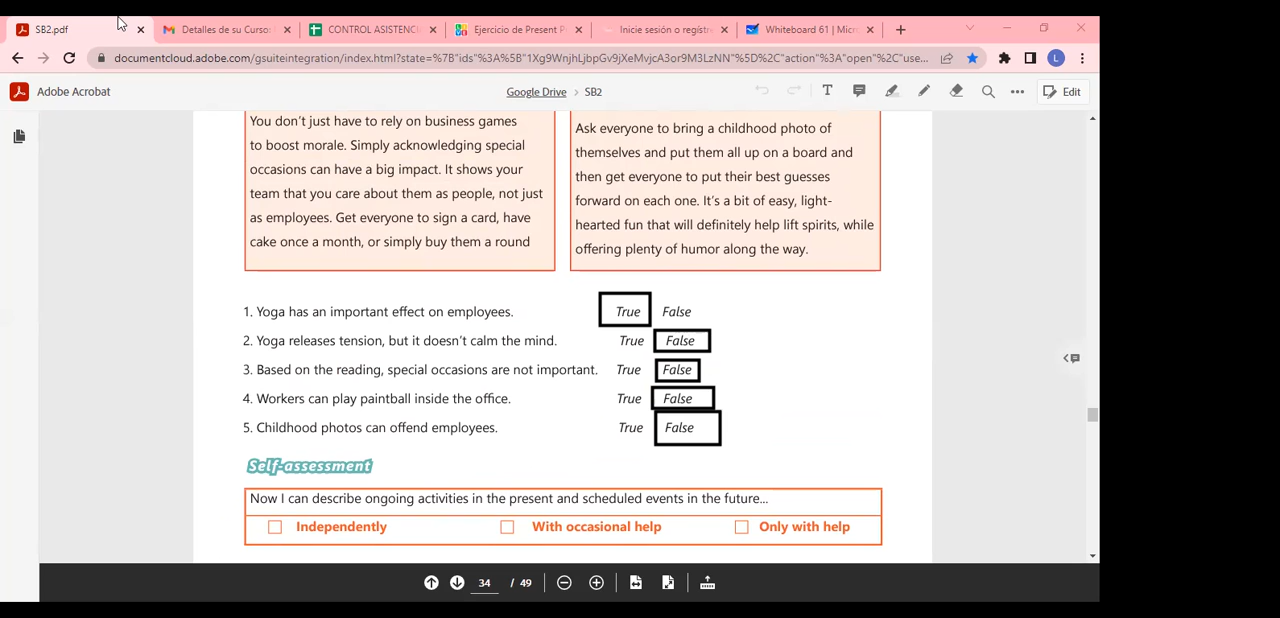 SB2.pdf
Detalles de su Curso:
CONTROL ASISTENC
Ejercicio de Present P
Inicie sesión o regístr
Whiteboard 61 | Micr
documentcloud.adobe.com/gsuiteintegration/index.html?state=%7B"ids"%3A%5B"1Xg9WnjhLjbpGv9jXeMvjcA3or9M3LzNN"%5D%2C"action"%3A"open"%2C"use...
L
Adobe Acrobat
Google Drive > SB2
Edit
You don't just have to rely on business games
to boost morale. Simply acknowledging special
occasions can have a big impact. It shows your
team that you care about them as people, not just
as employees. Get everyone to sign a card, have
cake once a month, or simply buy them a round
Ask everyone to bring a childhood photo of
themselves and put them all up on a board and
then get everyone to put their best guesses
forward on each one. It's a bit of easy, light-
hearted fun that will definitely help lift spirits, while
offering plenty of humor along the way.
1. Yoga has an important effect on employees. True False
2. Yoga releases tension, but it doesn't calm the mind. True False
3. Based on the reading, special occasions are not important. True False
4. Workers can play paintball inside the office. True False
5. Childhood photos can offend employees. True False
Self-assessment
Now I can describe ongoing activities in the present and scheduled events in the future...
Independently With occasional help Only with help
34 / 49